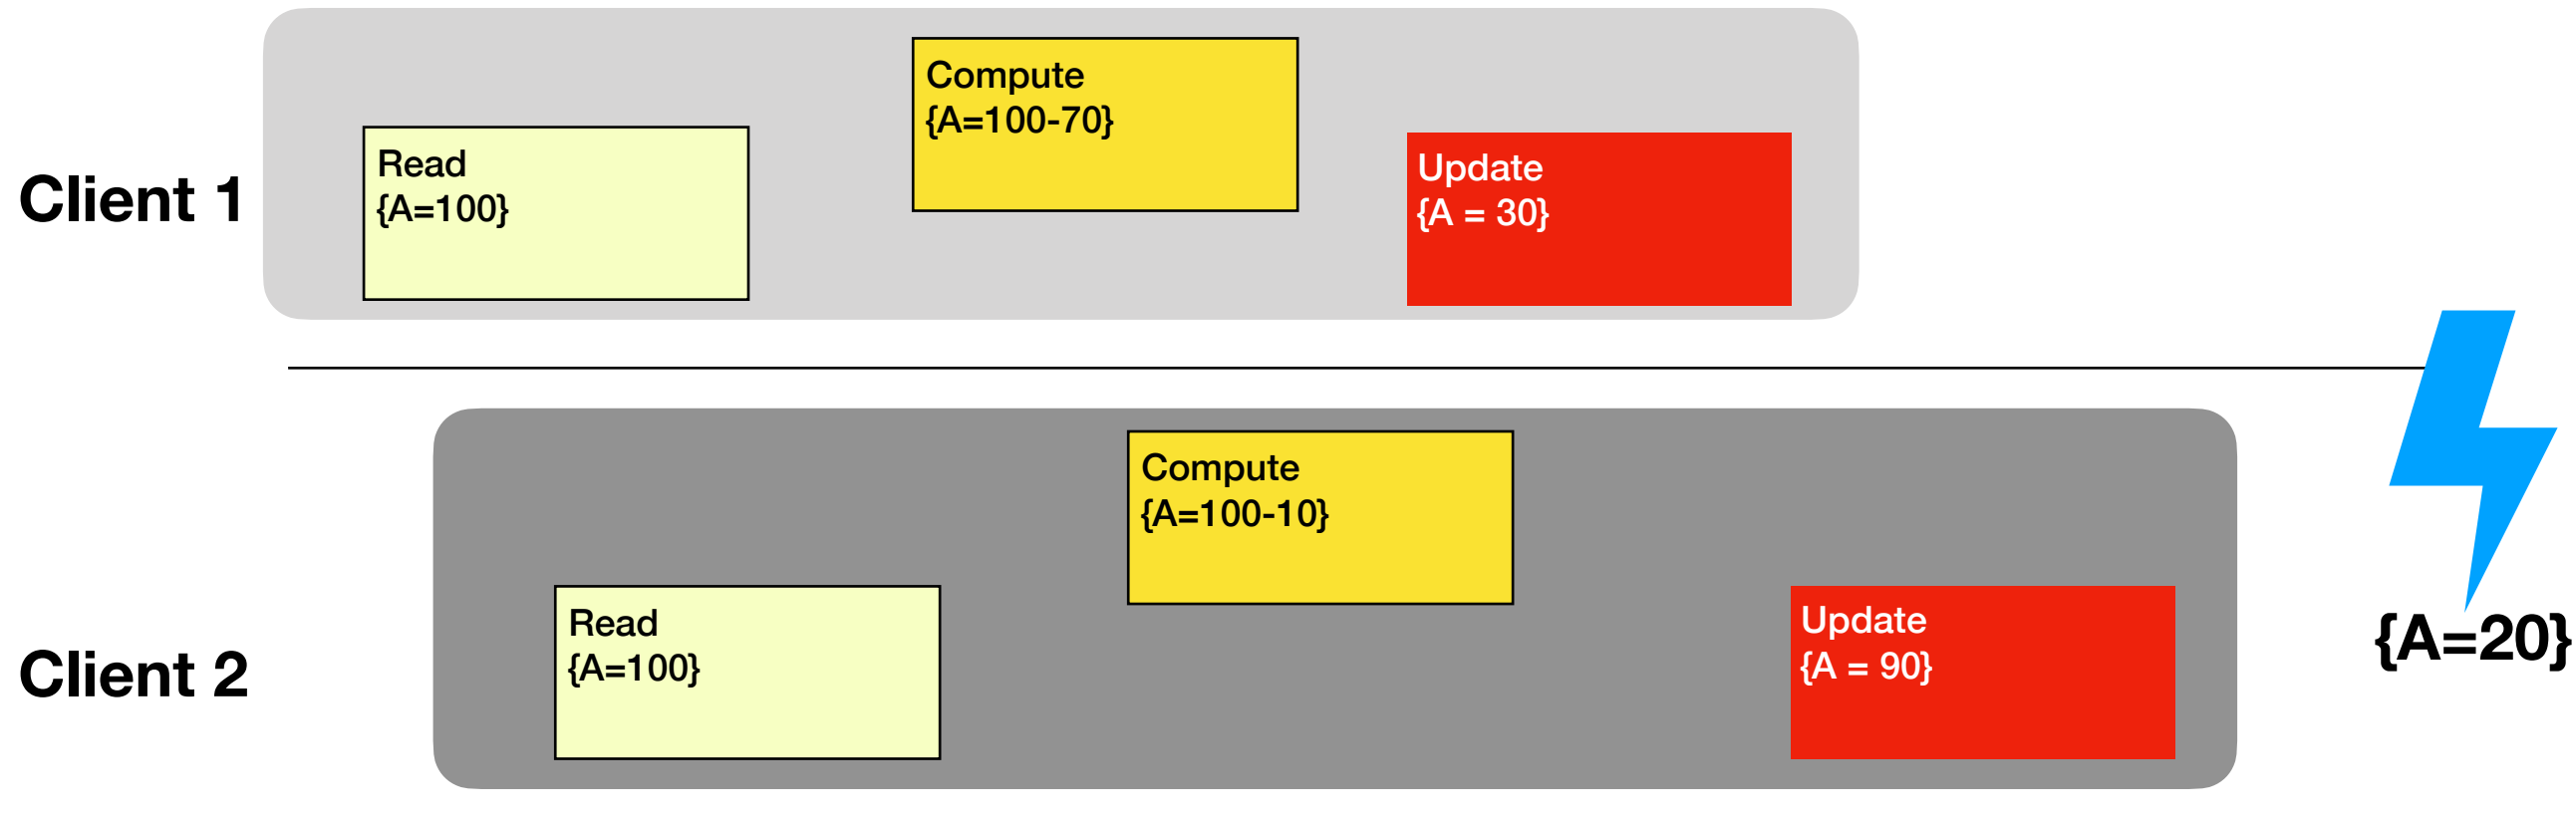 Client 1
Read
{A=100}
Compute
{A=100-70}
Update
{A = 30}
Client 2
Read
{A=100}
Compute
{A=100-10}
Update
{A = 90}
{A=20}